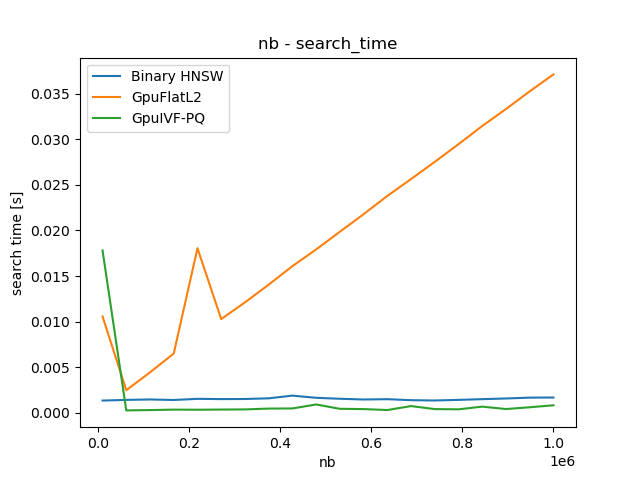 nb - search_time
Binary HNSW
GpuFlatL2
GpuIVF-PQ
search time [s]
0.035
0.030
0.025
0.020
0.015
0.010
0.005
0.000
0.0 0.2 0.4 0.6 0.8 1.0
1e6
nb